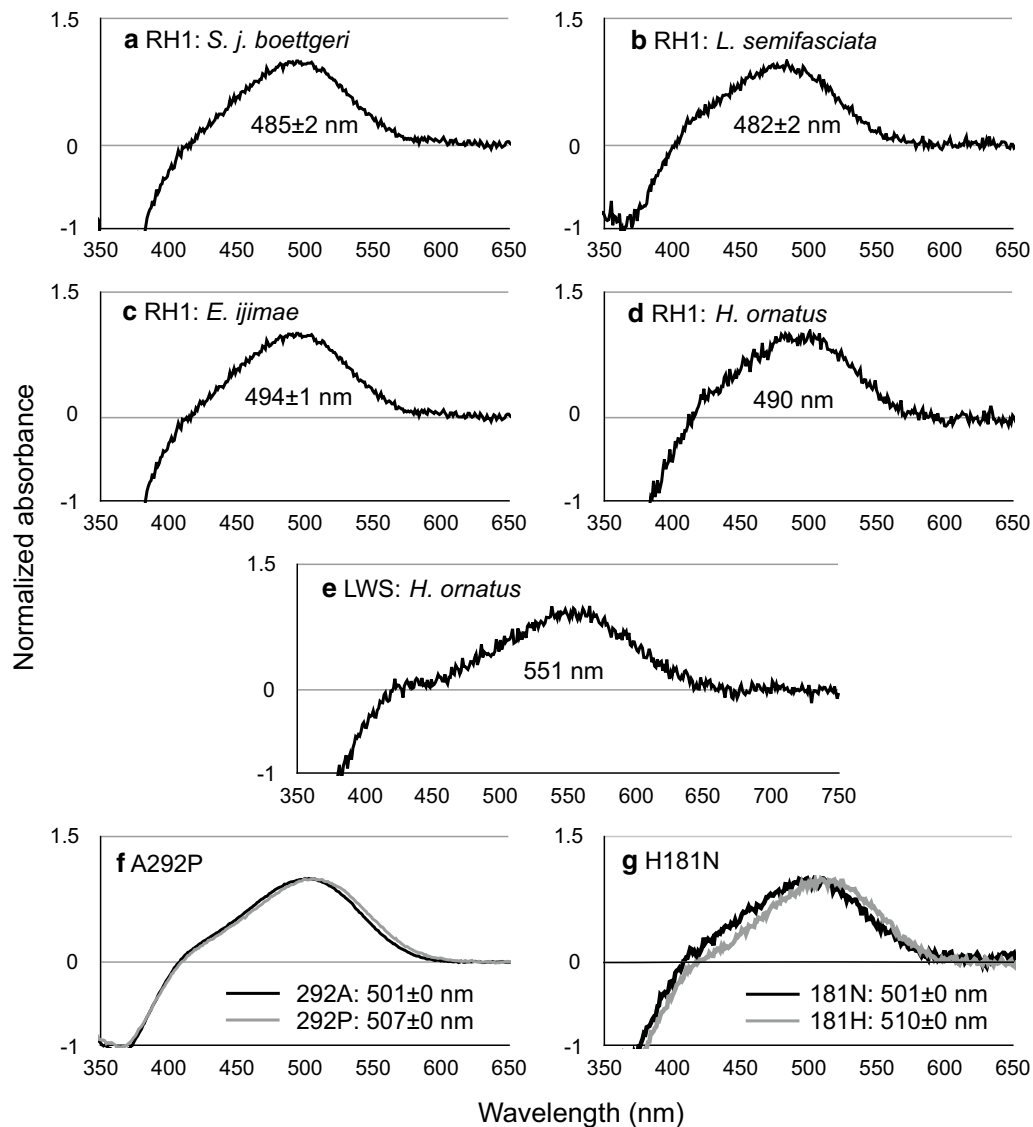 1.5
a RH1: S. j. boettgeri
485±2 nm
0
-1
350 400 450 500 550 600 650
1.5
b RH1: L. semifasciata
482±2 nm
0
-1
350 400 450 500 550 600 650
1.5
c RH1: E. ijimae
494±1 nm
0
-1
350 400 450 500 550 600 650
1.5
d RH1: H. ornatus
490 nm
0
-1
350 400 450 500 550 600 650
Normalized absorbance
1.5
e LWS: H. ornatus
551 nm
0
-1
350 400 450 500 550 600 650 700 750
1.5
f A292P
0
292A: 501±0 nm
292P: 507±0 nm
-1
350 400 450 500 550 600 650
1.5
g H181N
0
181N: 501±0 nm
181H: 510±0 nm
-1
350 400 450 500 550 600 650
Wavelength (nm)